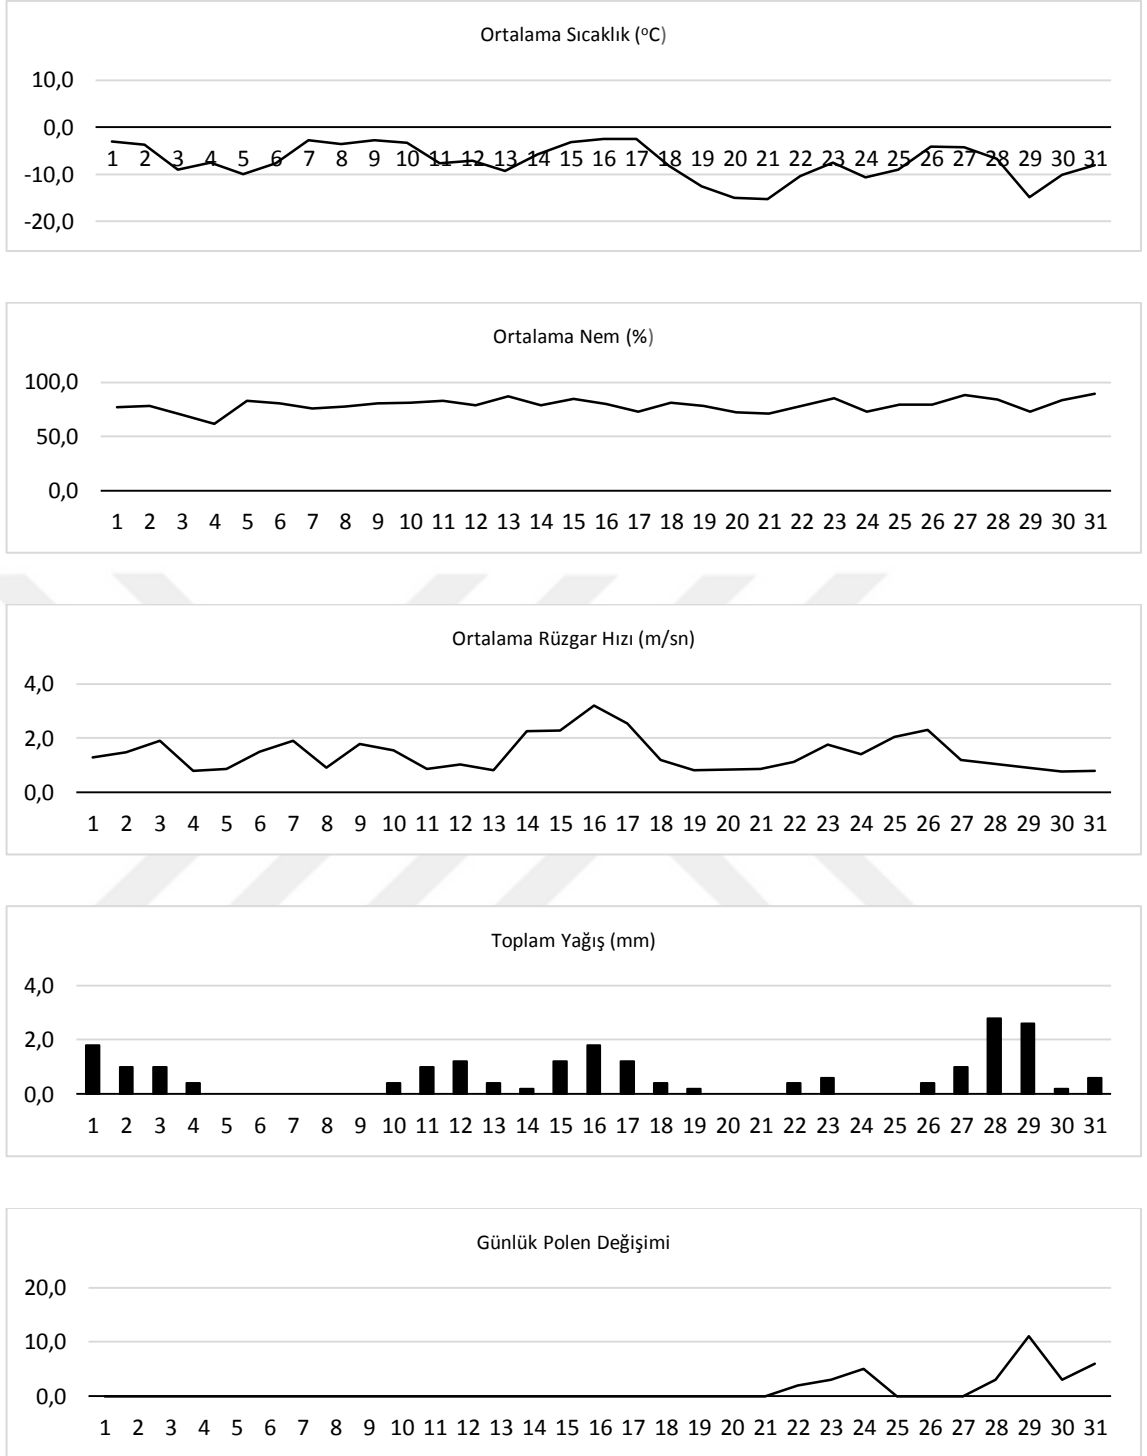 Ortalama Sıcaklık (ᵒC)
10,0
0,0
-10,0
-20,0
1 2 3 4 5 6 7 8 9 10 11 12 13 14 15 16 17 18 19 20 21 22 23 24 25 26 27 28 29 30 31
Ortalama Nem (%)
100,0
50,0
0,0
1 2 3 4 5 6 7 8 9 10 11 12 13 14 15 16 17 18 19 20 21 22 23 24 25 26 27 28 29 30 31
Ortalama Rüzgar Hızı (m/sn)
4,0
2,0
0,0
1 2 3 4 5 6 7 8 9 10 11 12 13 14 15 16 17 18 19 20 21 22 23 24 25 26 27 28 29 30 31
Toplam Yağış (mm)
4,0
2,0
0,0
1 2 3 4 5 6 7 8 9 10 11 12 13 14 15 16 17 18 19 20 21 22 23 24 25 26 27 28 29 30 31
Günlük Polen Değişimi
20,0
10,0
0,0
1 2 3 4 5 6 7 8 9 10 11 12 13 14 15 16 17 18 19 20 21 22 23 24 25 26 27 28 29 30 31